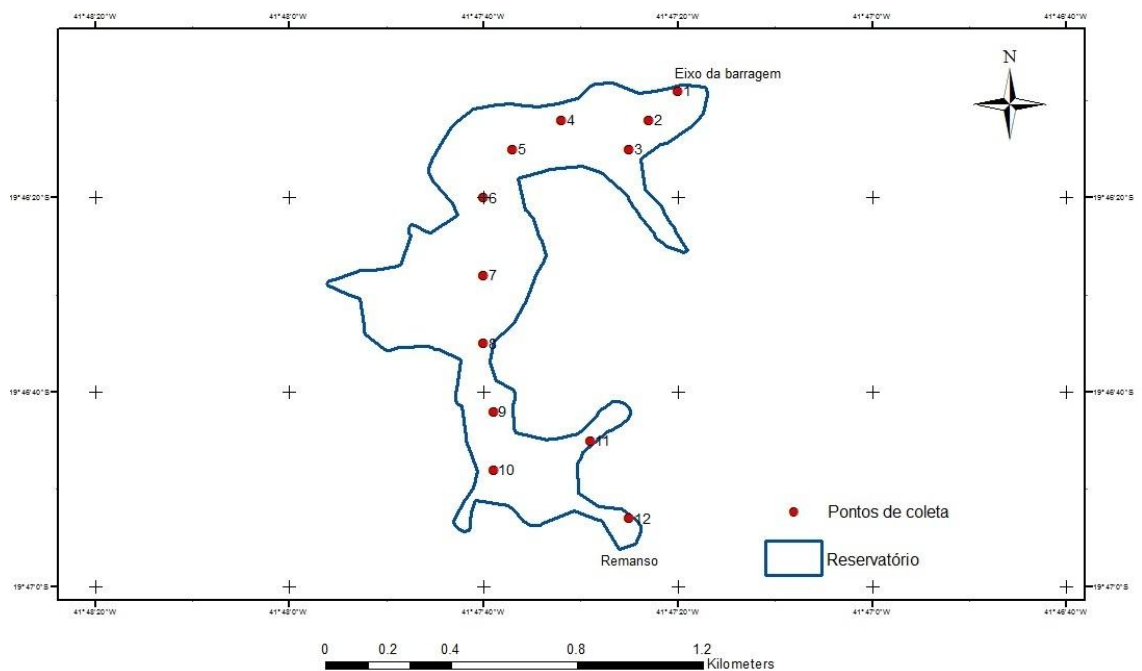 41°48'20"W 41°48'0"W 41°47'40"W 41°47'20"W 41°47'0"W 41°46'40"W
N
Eixo da barragem
1
4 2
5 3
19°46'20"S 6 19°46'20"S
7
8
19°46'40"S 19°46'40"S
9
11
10
12
Pontos de coleta
Remanso
Reservatório
19°47'0"S 19°47'0"S
41°48'20"W 41°48'0"W 41°47'40"W 41°47'20"W 41°47'0"W 41°46'40"W
0 0.2 0.4 0.8 1.2
Kilometers